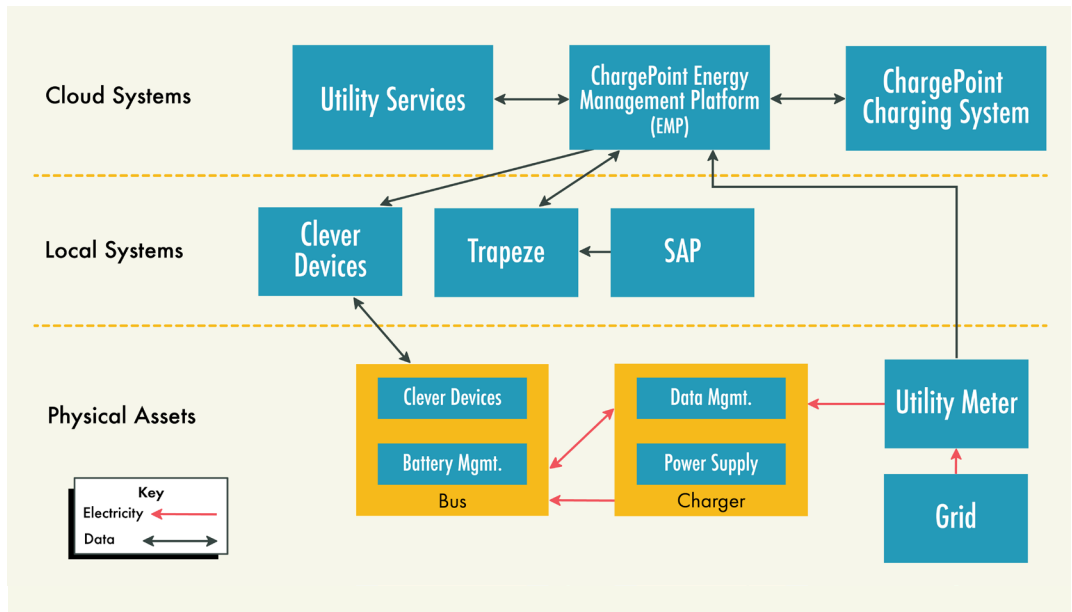 Cloud Systems
Utility Services
ChargePoint Energy
Management Platform
(EMP)
ChargePoint
Charging System
Local Systems
Clever
Devices
Trapeze
SAP
Physical Assets
Clever Devices
Battery Mgmt.
Bus
Data Mgmt.
Power Supply
Charger
Utility Meter
Grid
Key
Electricity
Data